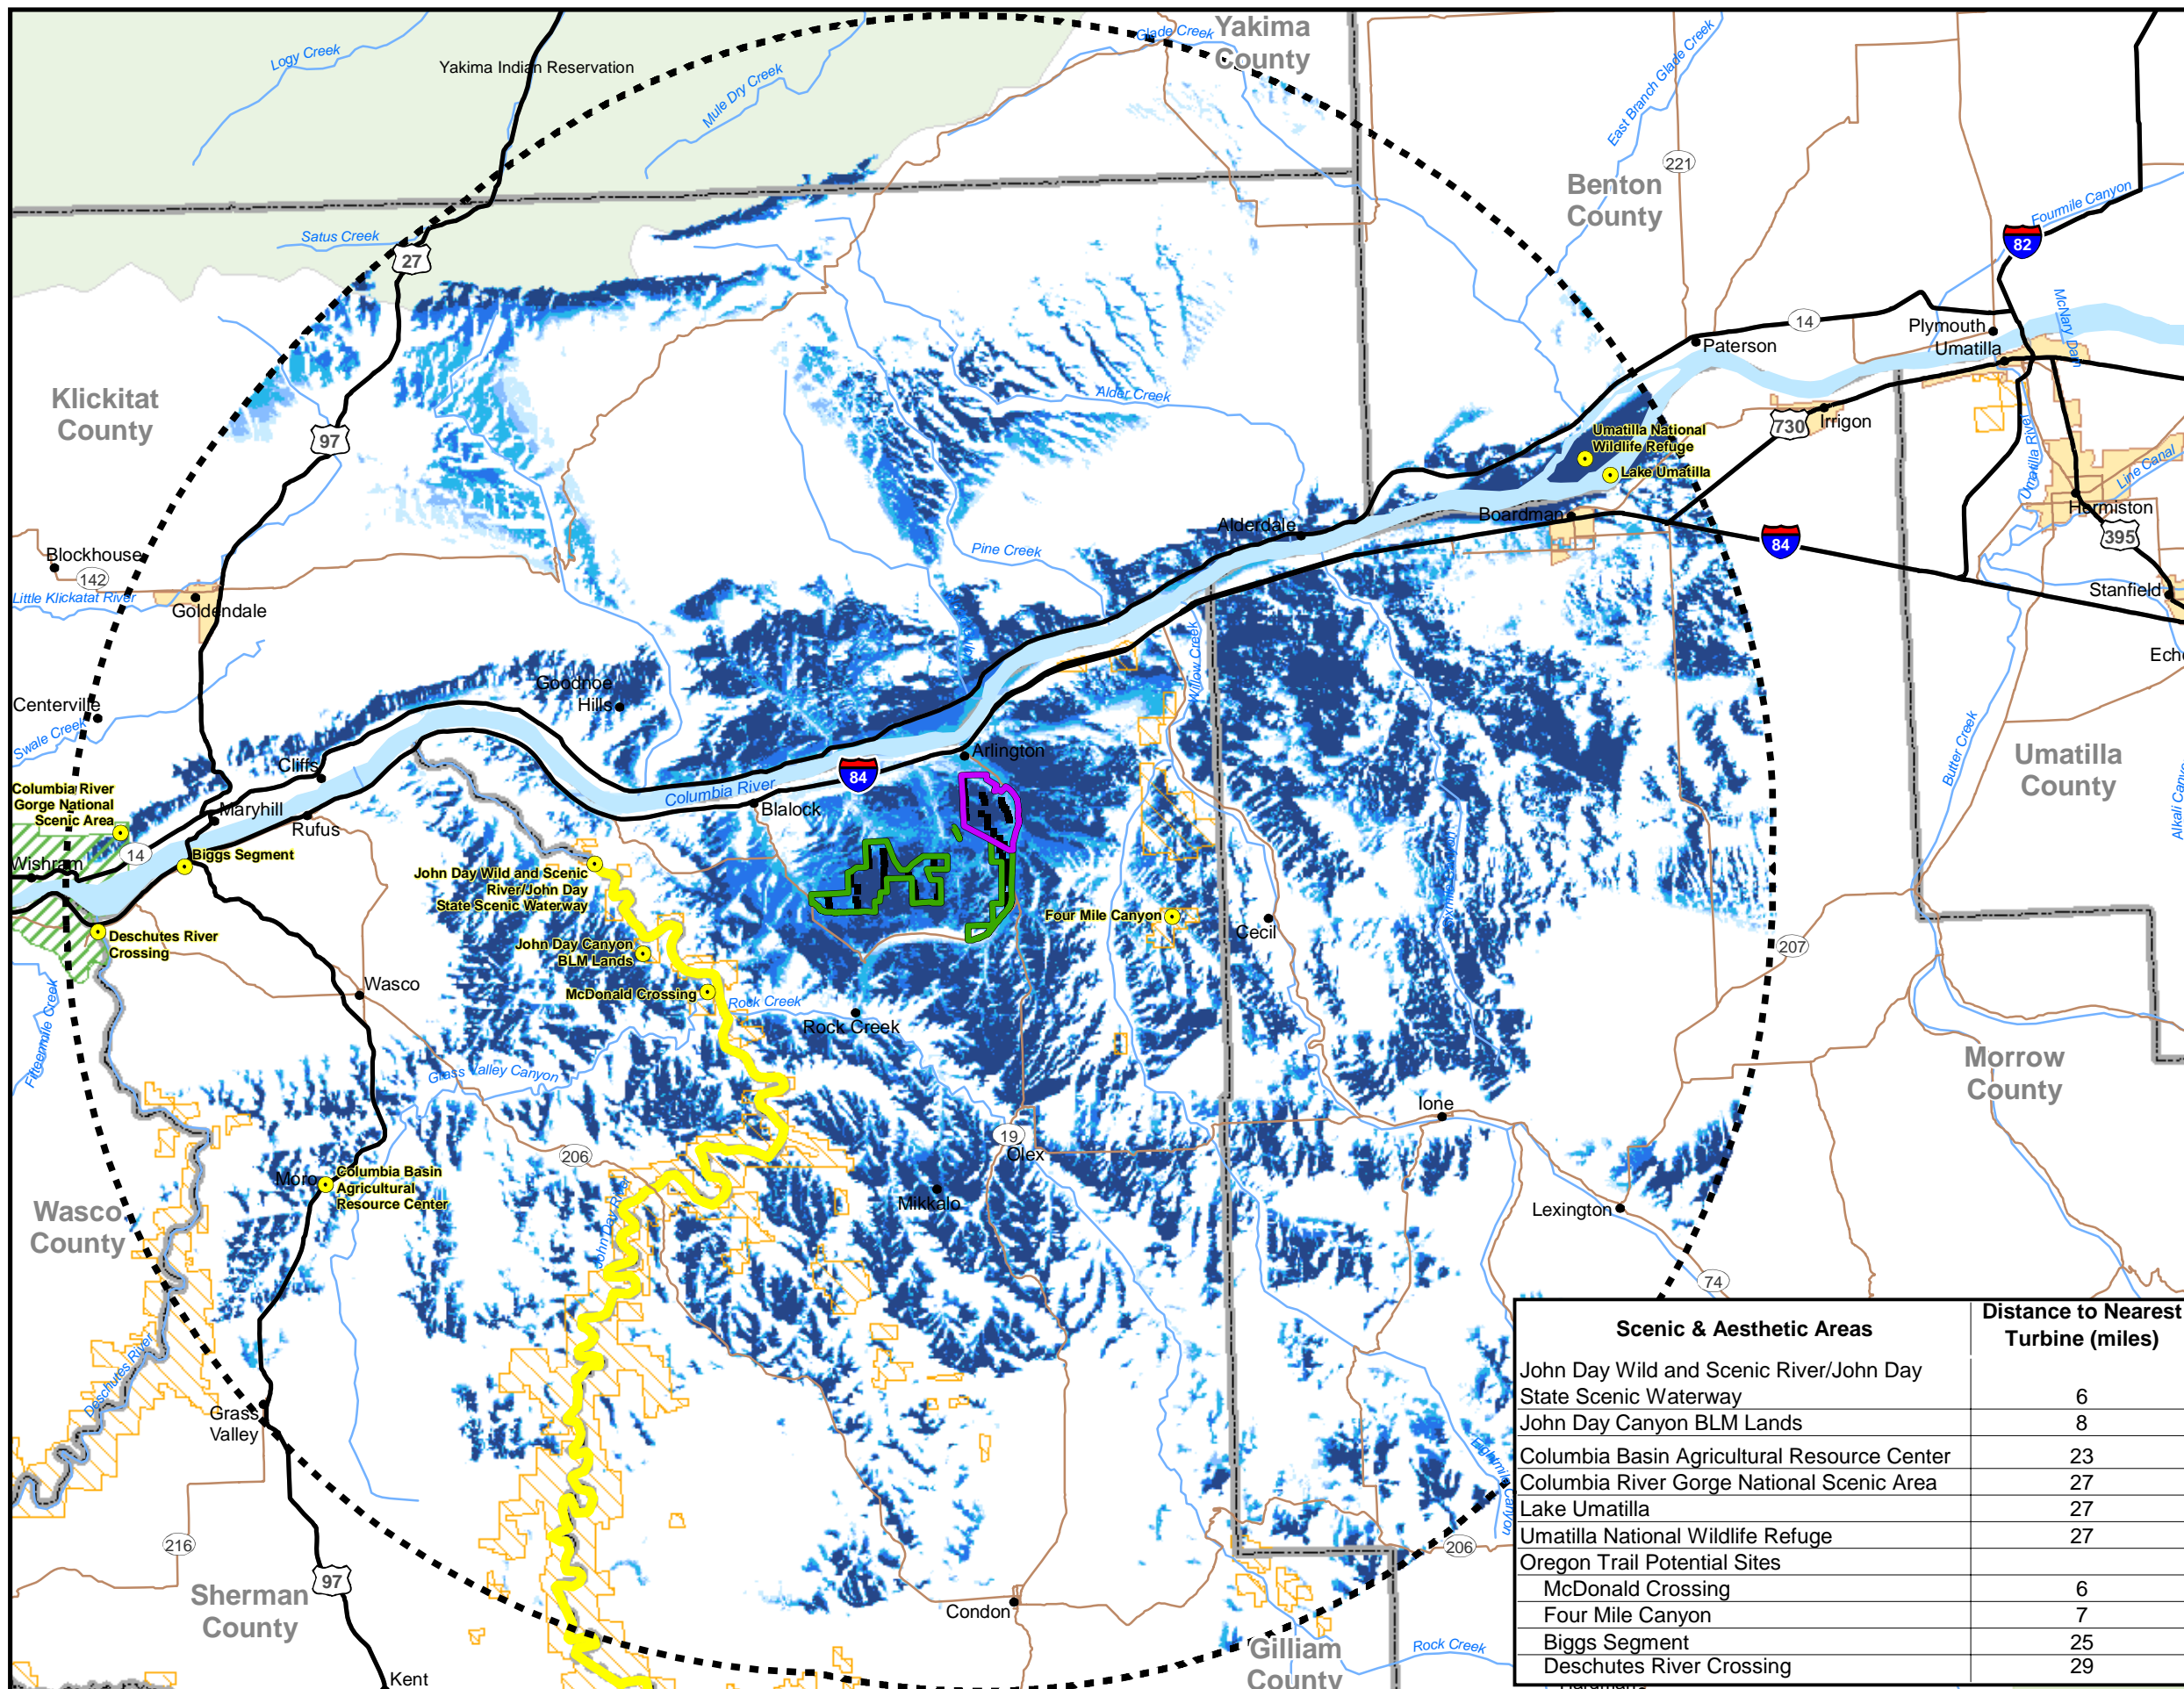 Yakima
County
Glade Creek
Logy Creek
Yakima Indian Reservation
Mule Dry Creek
East Branch Glade Creek
221
Benton
County
Fourmile Canyon
82
Satus Creek
27
McNary Dam
14
Plymouth
Umatilla
Paterson
Klickitat
County
Alder Creek
97
730
Irrigon
Umatilla National
Wildlife Refuge
Lake Umatilla
Umatilla River
Line Canal
Hermiston
395
Boardman
Alderdale
84
Blockhouse
142
Pine Creek
Little Klickatat River
Goldendale
Stanfield
Willow Creek
Goodnoe
Hills
Centerville
Swale Creek
Butter Creek
Umatilla
County
Alkali Canyo
Cliffs
Arlington
84
Columbia River
Blalock
Columbia River
Gorge National
Scenic Area
Maryhill
Rufus
14
Wishram
Biggs Segment
John Day Wild and Scenic
River/John Day
State Scenic Waterway
Four Mile Canyon
Cecil
Deschutes River
Crossing
John Day Canyon
BLM Lands
207
McDonald Crossing
Wasco
Rock Creek
Rock Creek
Fifteenmile Creek
Grass Valley Canyon
Morrow
County
Ione
19
Olex
206
Moro
Columbia Basin
Agricultural
Resource Center
Mikkalo
John Day River
Wasco
County
Lexington
74
Deschutes River
Grass
Valley
Eightmile Canyon
216
206
97
Sherman
County
Condon
Gilliam
County
Rock Creek
Kent
Scenic & Aesthetic Areas
Distance to Nearest
Turbine (miles)
John Day Wild and Scenic River/John Day
State Scenic Waterway 6
John Day Canyon BLM Lands 8
Columbia Basin Agricultural Resource Center 23
Columbia River Gorge National Scenic Area 27
Lake Umatilla 27
Umatilla National Wildlife Refuge 27
Oregon Trail Potential Sites
McDonald Crossing 6
Four Mile Canyon 7
Biggs Segment 25
Deschutes River Crossing 29